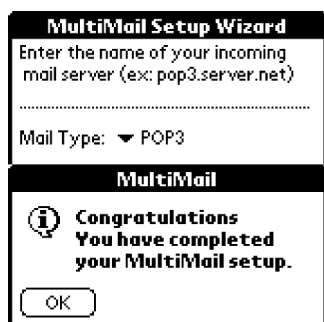 MultiMail Setup Wizard
Enter the name of your incoming
mail server (ex: pop3.server.net)
Mail Type: POP3
MultiMail
Congratulations
You have completed
your MultiMail setup.
OK